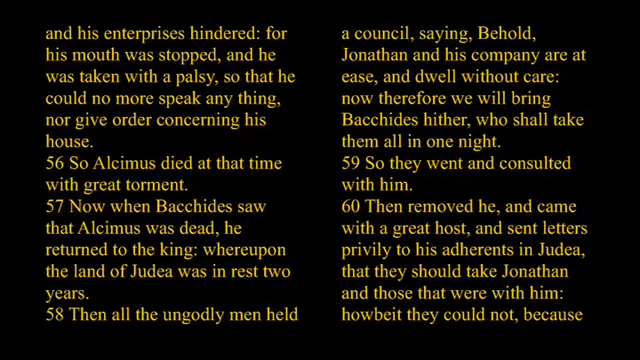 and his enterprises hindered: for
his mouth was stopped, and he
was taken with a palsy, so that he
could no more speak any thing,
nor give order concerning his
house.
56 So Alcimus died at that time
with great torment.
57 Now when Bacchides saw
that Alcimus was dead, he
returned to the king: whereupon
the land of Judea was in rest two
years.
58 Then all the ungodly men held
a council, saying, Behold,
Jonathan and his company are at
ease, and dwell without care:
now therefore we will bring
Bacchides hither, who shall take
them all in one night.
59 So they went and consulted
with him.
60 Then removed he, and came
with a great host, and sent letters
privily to his adherents in Judea,
that they should take Jonathan
and those that were with him:
howbeit they could not, because